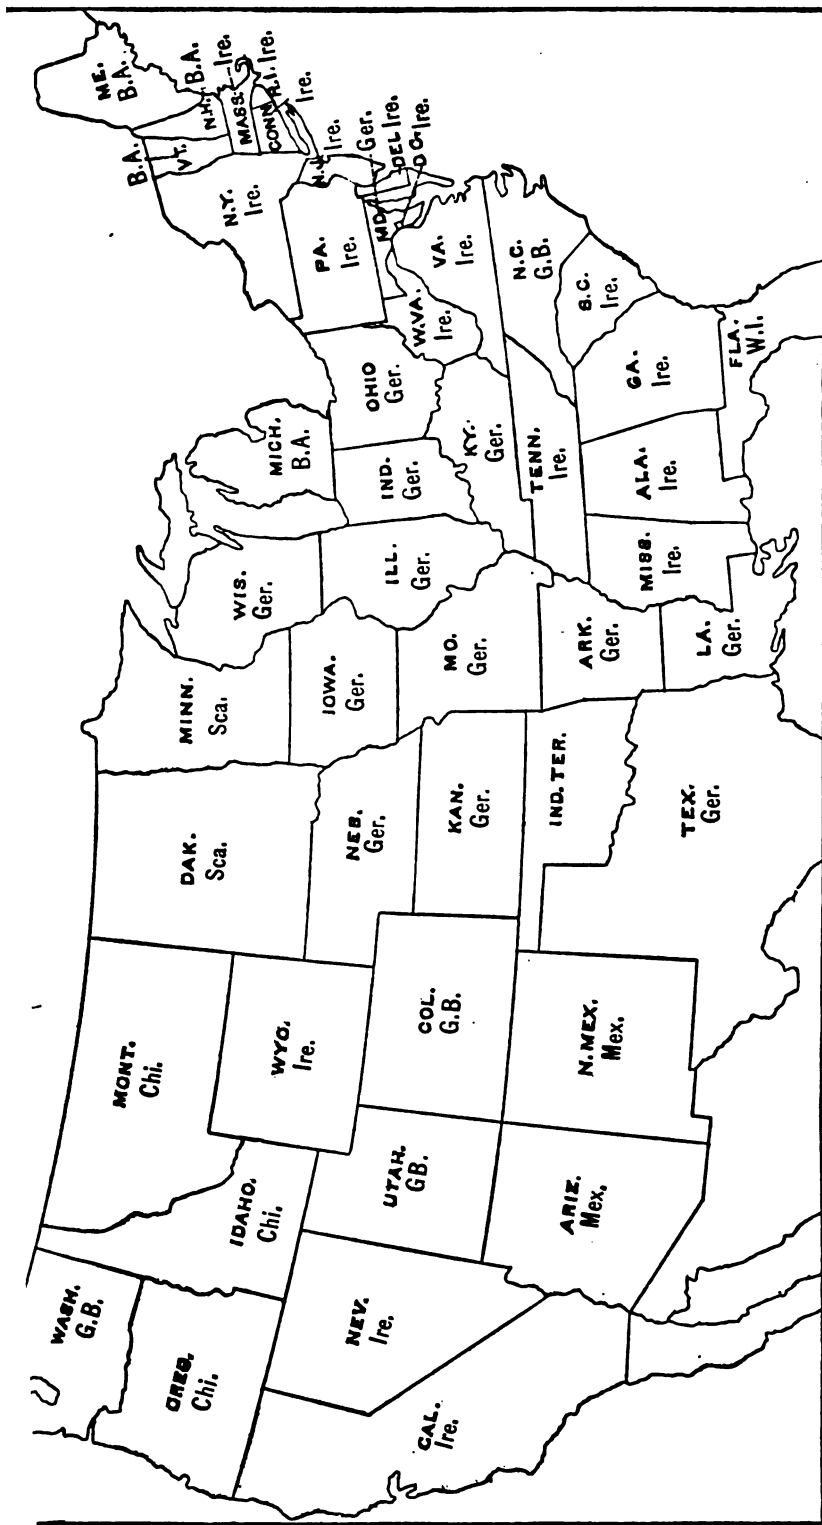 WASH.
G.B.
OREG.
Chi.
CAL.
Ire.
NEV.
Ire.
IDAHO.
Chi.
MONT.
Chi.
WYO.
Ire.
UTAH.
GB.
COL.
G.B.
ARIZ.
Mex.
N.MEX.
Mex.
DAK.
Sca.
NEB.
Ger.
KAN.
Ger.
IND.TER.
TEX.
Ger.
MINN.
Sca.
IOWA.
Ger.
MO.
Ger.
ARK.
Ger.
LA.
Ger.
WIS.
Ger.
ILL.
Ger.
MICH.
B.A.
IND.
Ger.
OHIO
Ger.
KY.
Ger.
TENN.
Ire.
MISS.
Ire.
ALA.
Ire.
GA.
Ire.
FLA.
W.I.
S.C.
Ire.
N.C.
G.B.
VA.
Ire.
W.VA.
Ire.
PA.
Ire.
N.Y.
Ire.
B.A.
VT.
N.H.
B.A.
ME.
B.A.
MASS.
Ire.
CONN.
Ire.
R.I. Ire.
N.J.
Ire.
MD.
Ger.
DEL Ire.
D.C. Ire.